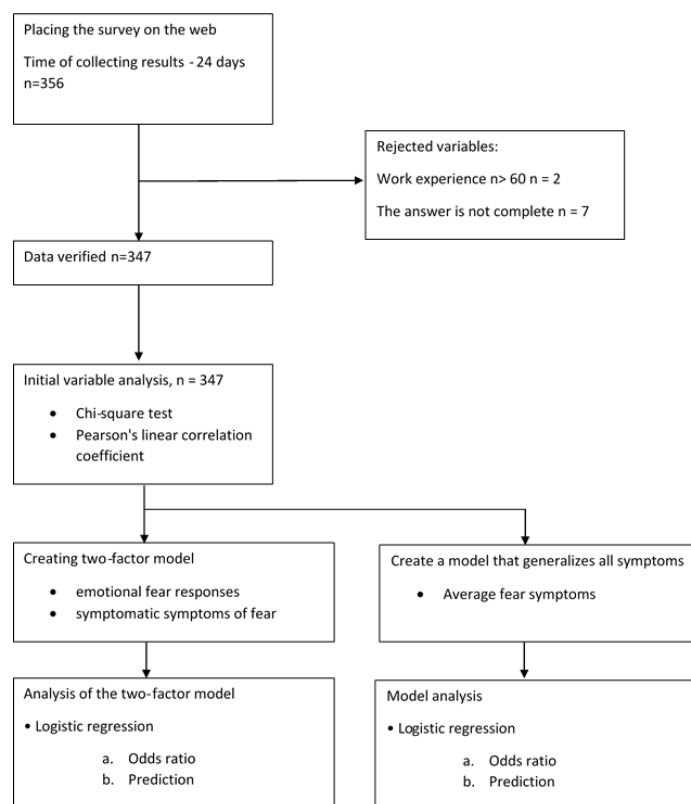 Placing the survey on the web
Time of collecting results - 24 days
n=356
Rejected variables:
Work experience n> 60 n = 2
The answer is not complete n = 7
Data verified n=347
Initial variable analysis, n = 347
• Chi-square test
• Pearson's linear correlation
coefficient
Creating two-factor model
• emotional fear responses
• symptomatic symptoms of fear
Create a model that generalizes all symptoms
• Average fear symptoms
Analysis of the two-factor model
• Logistic regression
a. Odds ratio
b. Prediction
Model analysis
• Logistic regression
a. Odds ratio
b. Prediction